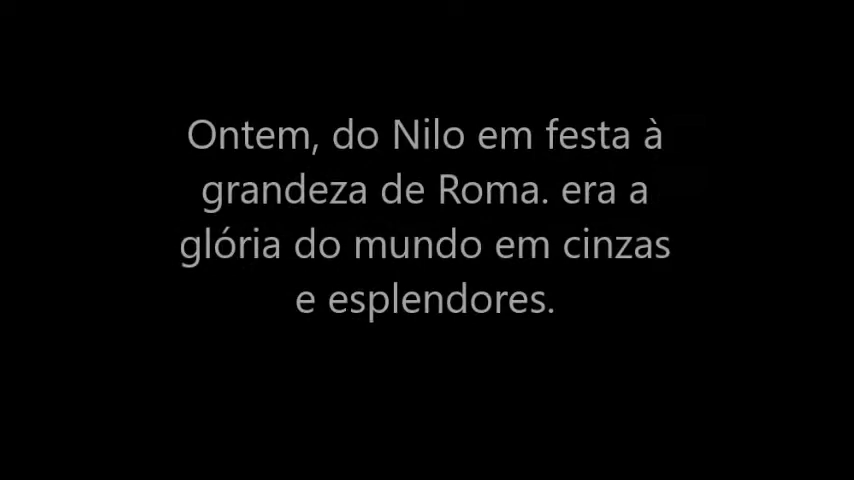 Ontem, do Nilo em festa à
grandeza de Roma. era a
glória do mundo em cinzas
e esplendores.